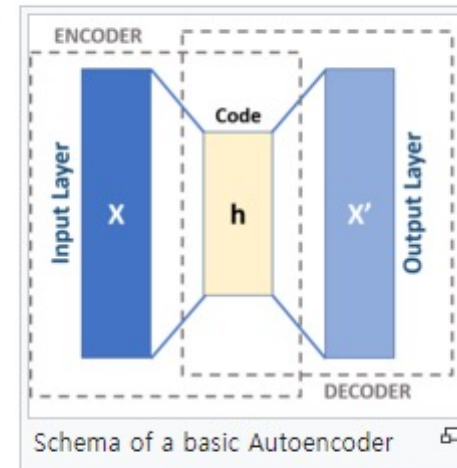 ENCODER
Code
Input Layer
X
h
X'
Output Layer
DECODER
Schema of a basic Autoencoder